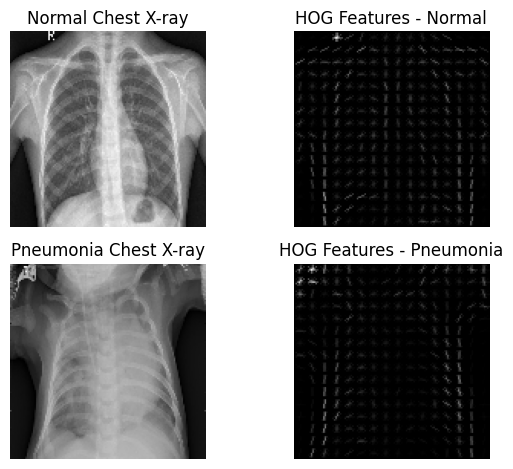 Normal Chest X-ray
HOG Features - Normal
R
Pneumonia Chest X-ray
HOG Features - Pneumonia